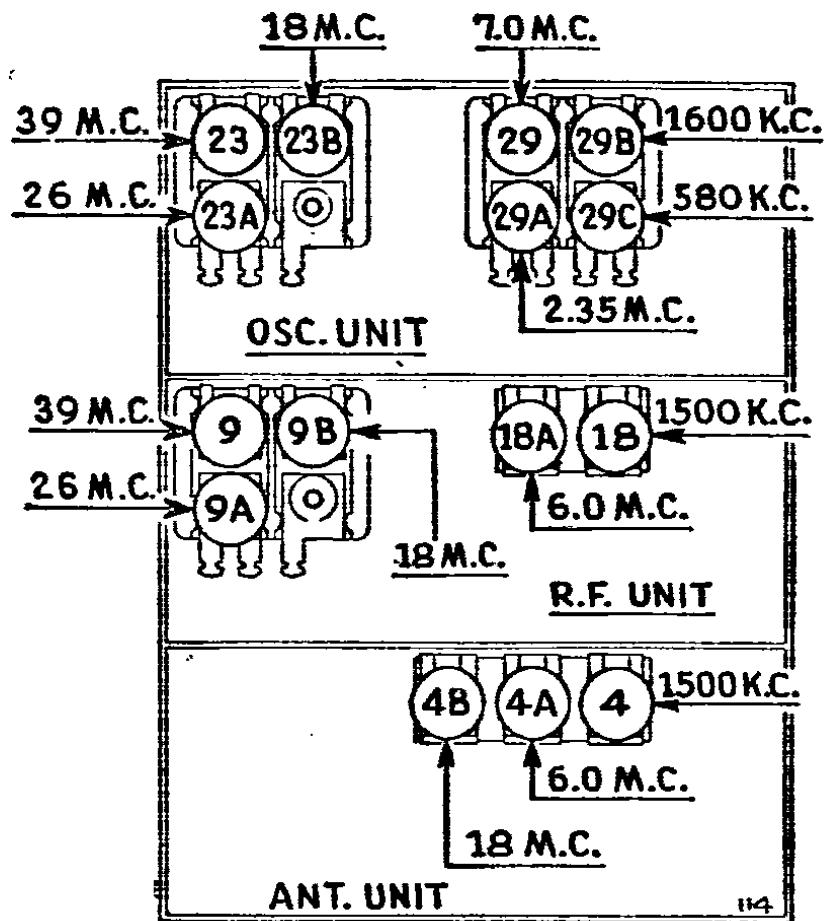 18 M.C.
7.0 M.C.
39 M.C.
23
23B
29
29B
1600 K.C.
26 M.C.
23A
29A
29C
580 K.C.
2.35 M.C.
OSC. UNIT
39 M.C.
9
9B
18A
18
1500 K.C.
26 M.C.
9A
6.0 M.C.
18 M.C.
R.F. UNIT
4B
4A
4
1500 K.C.
6.0 M.C.
18 M.C.
ANT. UNIT
114